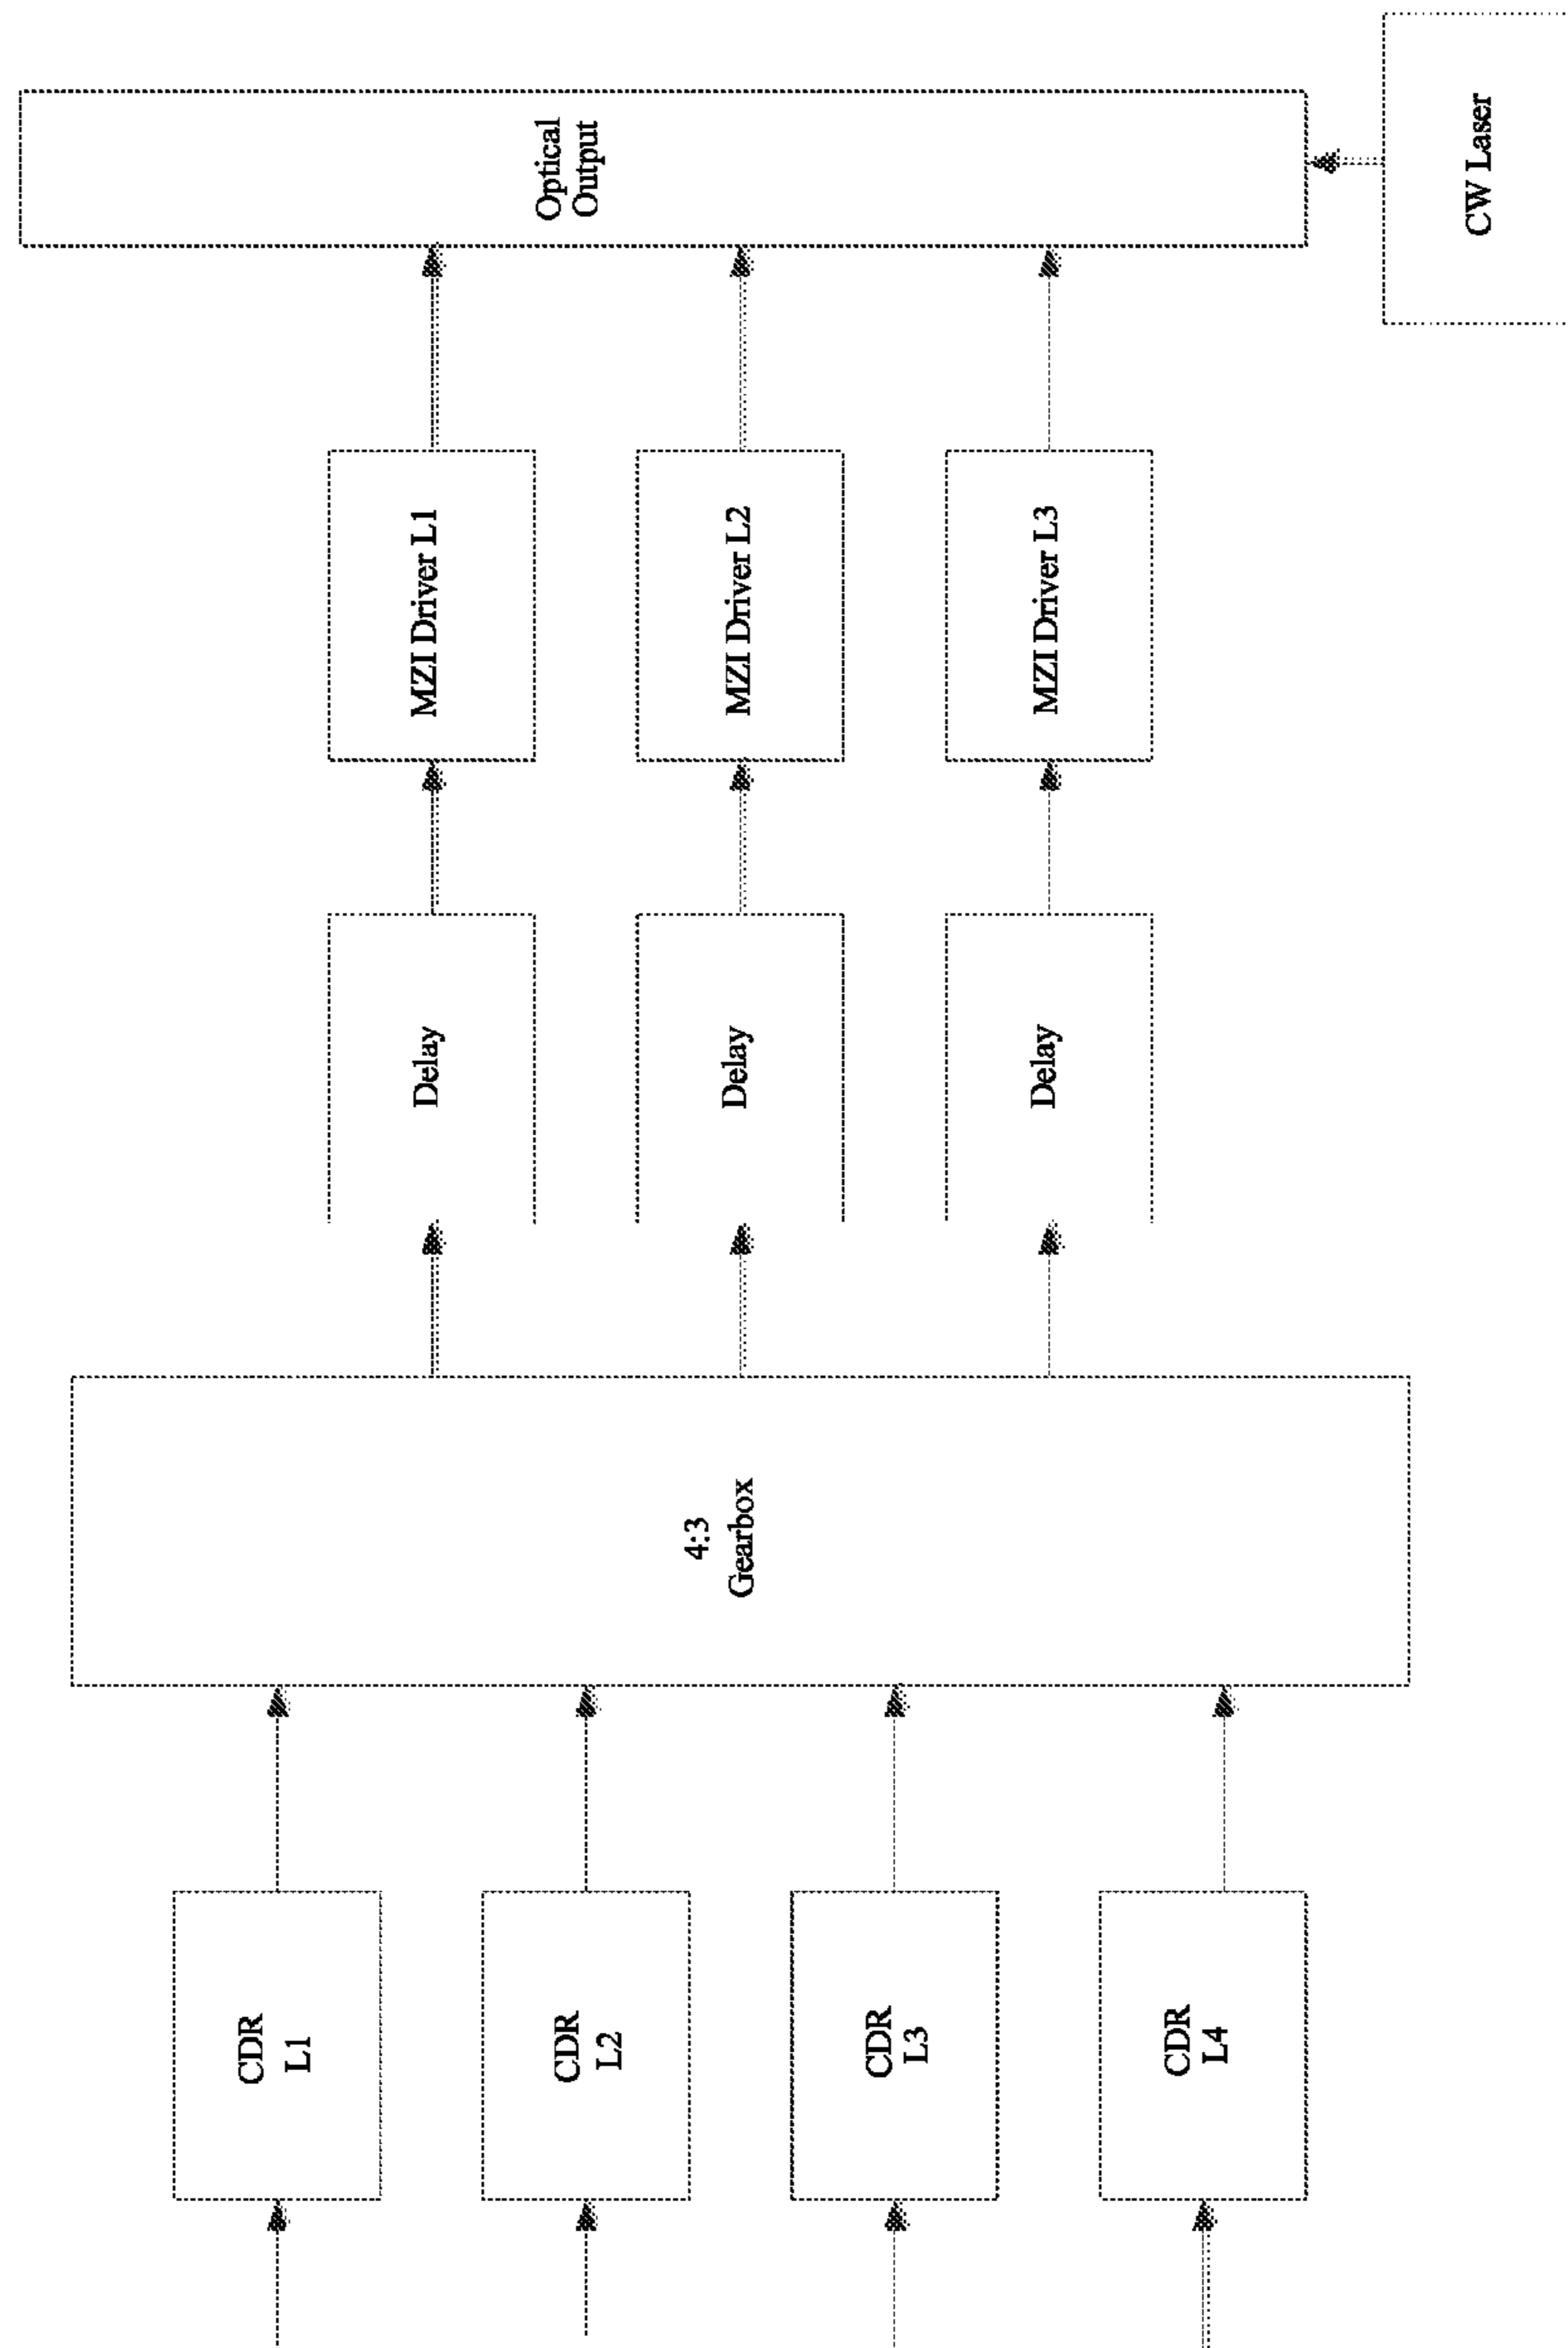 CDR
L1
CDR
L2
CDR
L3
CDR
L4
4:3
Gearbox
Delay
Delay
Delay
MZI Driver L1
MZI Driver L2
MZI Driver L3
Optical
Output
CW Laser